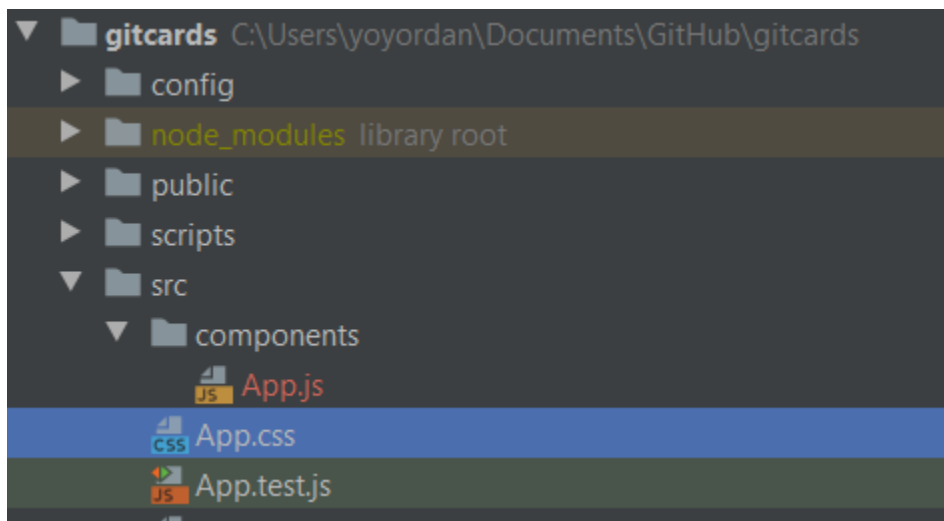 gitcards C:\Users\yoyordan\Documents\GitHub\gitcards
config
node_modules library root
public
scripts
src
components
JS App.js
CSS App.css
JS App.test.js